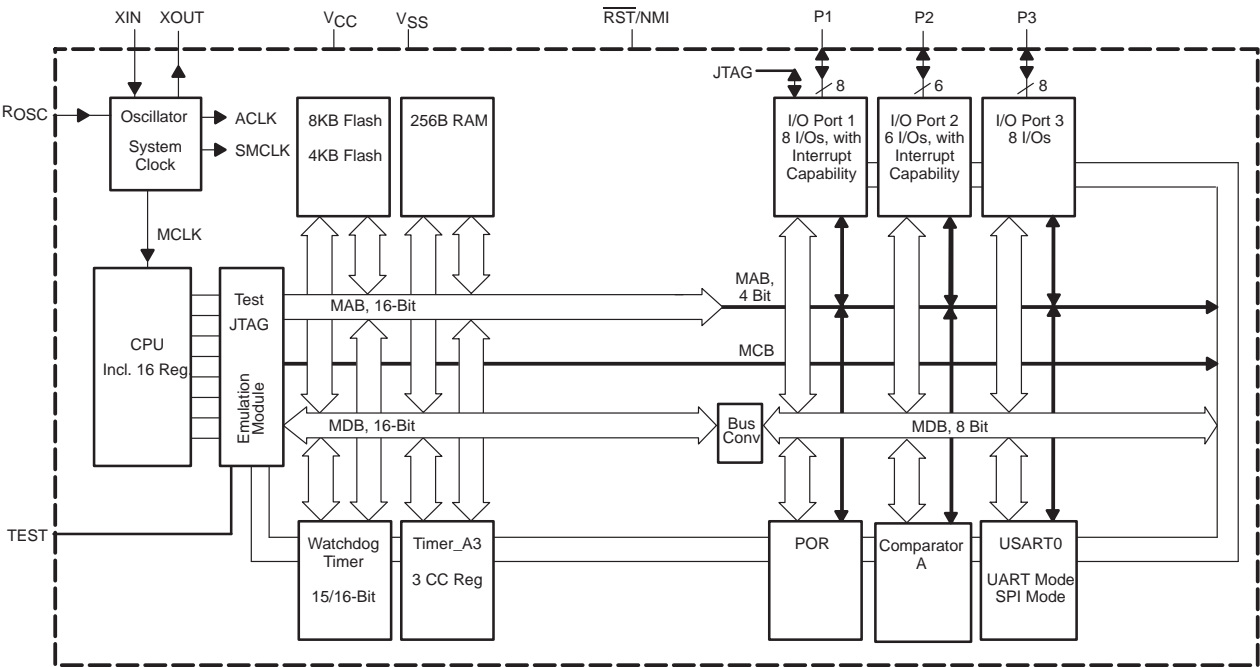 XIN XOUT VCC VSS RST/NMI P1 P2 P3
JTAG
8 6 8
ROSC
Oscillator
System
Clock
ACLK
SMCLK
8KB Flash
4KB Flash
256B RAM
I/O Port 1
8 I/Os, with
Interrupt
Capability
I/O Port 2
6 I/Os, with
Interrupt
Capability
I/O Port 3
8 I/Os
MCLK
CPU
Incl. 16 Reg.
Test
JTAG
Emulation
Module
MAB, 16-Bit
MAB,
4 Bit
MCB
MDB, 16-Bit
Bus
Conv
MDB, 8 Bit
TEST
Watchdog
Timer
15/16-Bit
Timer_A3
3 CC Reg
POR
Comparator
A
USART0
UART Mode
SPI Mode